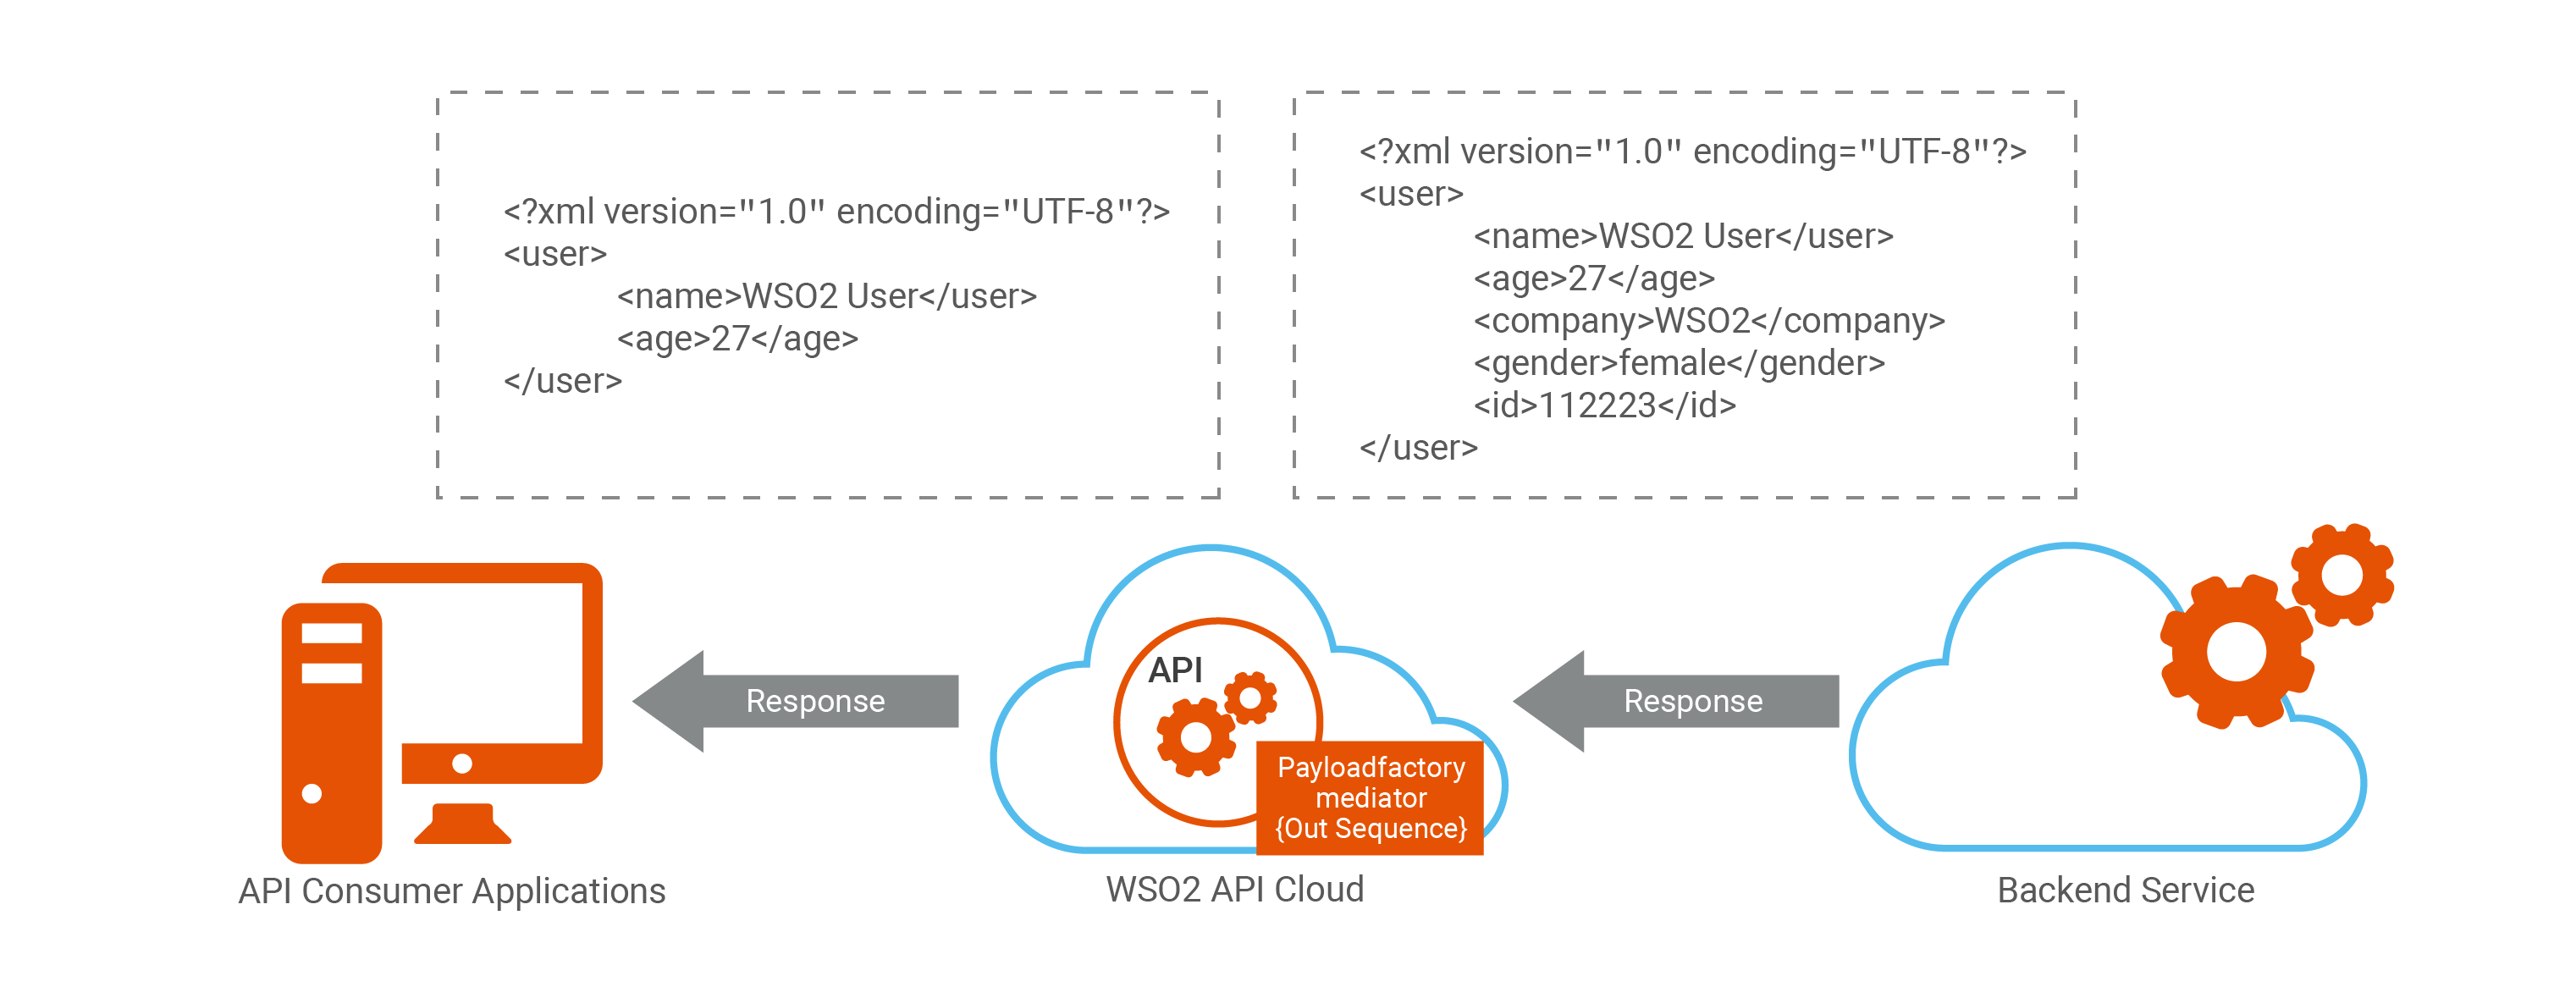 <?xml version="1.0" encoding="UTF-8"?>
<user>
<name>WSO2 User</user>
<age>27</age>
</user>
<?xml version="1.0" encoding="UTF-8"?>
<user>
<name>WSO2 User</user>
<age>27</age>
<company>WSO2</company>
<gender>female</gender>
<id>112223</id>
</user>
Response
API
Payloadfactory
mediator
{Out Sequence}
Response
API Consumer Applications
WSO2 API Cloud
Backend Service